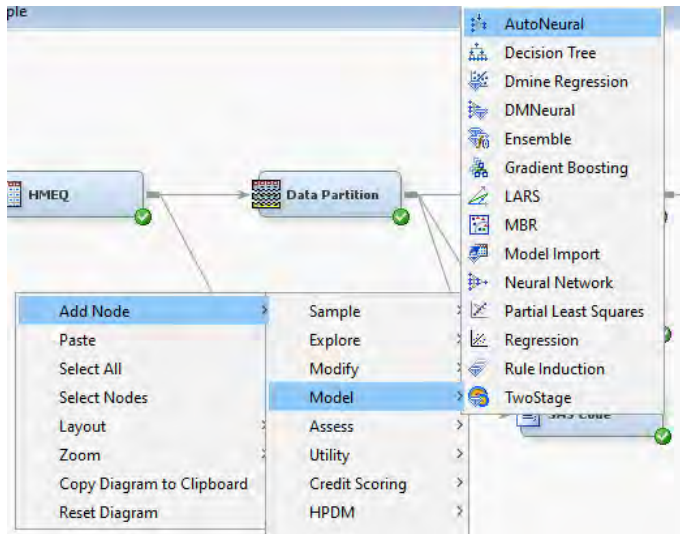 ple
HMEQ
Data Partition
Add Node
Paste
Select All
Select Nodes
Layout
Zoom
Copy Diagram to Clipboard
Reset Diagram
Sample
Explore
Modify
Model
Assess
Utility
Credit Scoring
HPDM
AutoNeural
Decision Tree
Dmine Regression
DMNeural
Ensemble
Gradient Boosting
LARS
MBR
Model Import
Neural Network
Partial Least Squares
Regression
Rule Induction
TwoStage
SAS Code